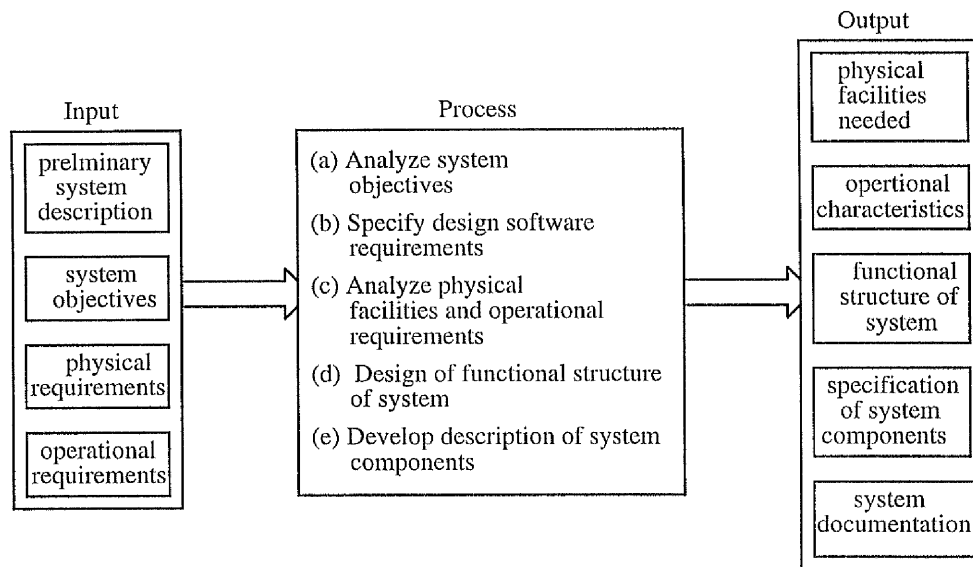 Input
prelminary
system
description
system
objectives
physical
requirements
operational
requirements
Process
(a) Analyze system
objectives
(b) Specify design software
requirements
(c) Analyze physical
facilities and operational
requirements
(d) Design of functional structure
of system
(e) Develop description of system
components
Output
physical
facilities
needed
opertional
characteristics
functional
structure of
system
specification
of system
components
system
documentation